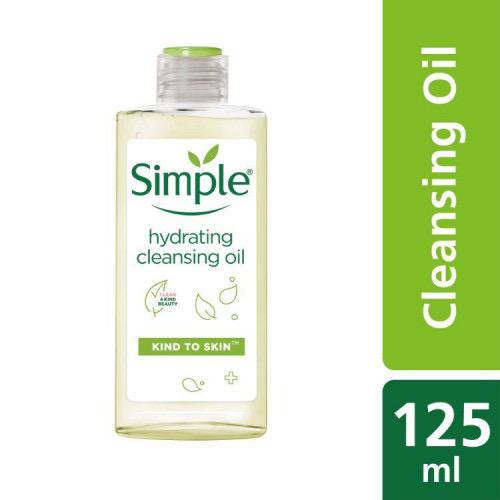 Simple®
hydrating
cleansing oil
CLEAN
& KIND
BEAUTY
KIND TO SKIN™
Cleansing Oil
125
ml